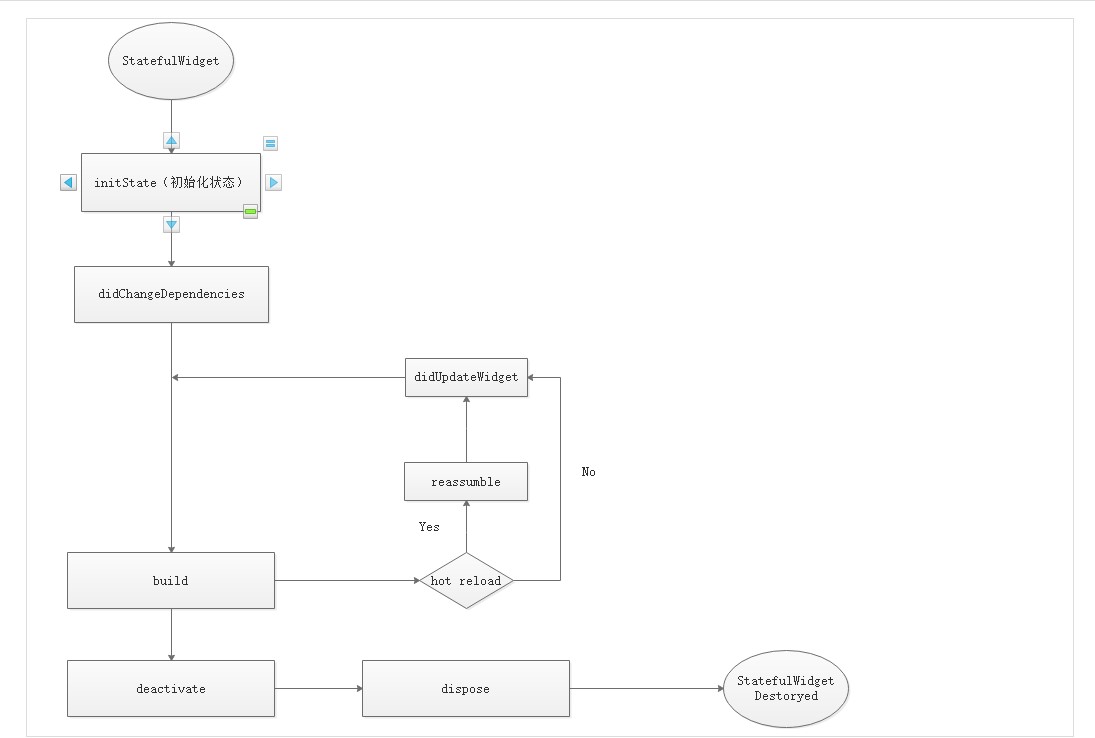 StatefulWidget
initState（初始化状态）
didChangeDependencies
didUpdateWidget
reassumble
No
Yes
build
hot reload
deactivate
dispose
StatefulWidget
Destoryed